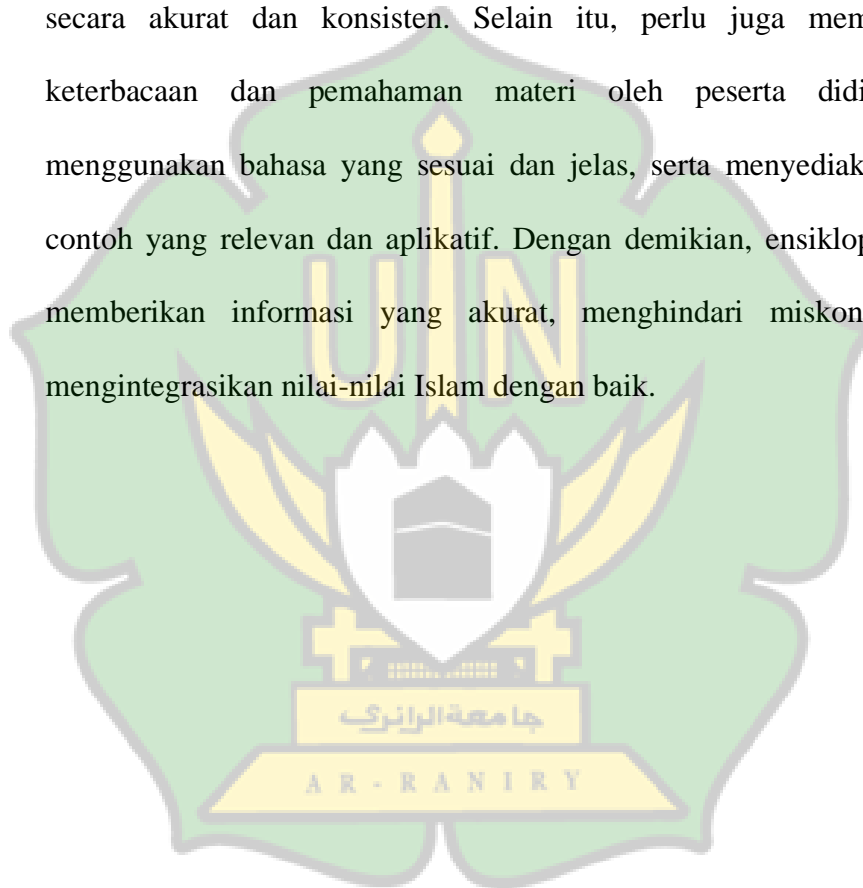 secara akurat dan konsisten. Selain itu, perlu juga mem
keterbacaan dan pemahaman materi oleh peserta didi
menggunakan bahasa yang sesuai dan jelas, serta menyediak
contoh yang relevan dan aplikatif. Dengan demikian, ensiklop
memberikan informasi yang akurat, menghindari miskon
mengintegrasikan nilai-nilai Islam dengan baik.
UIN
جامعة الرانري
AR-RANIRY